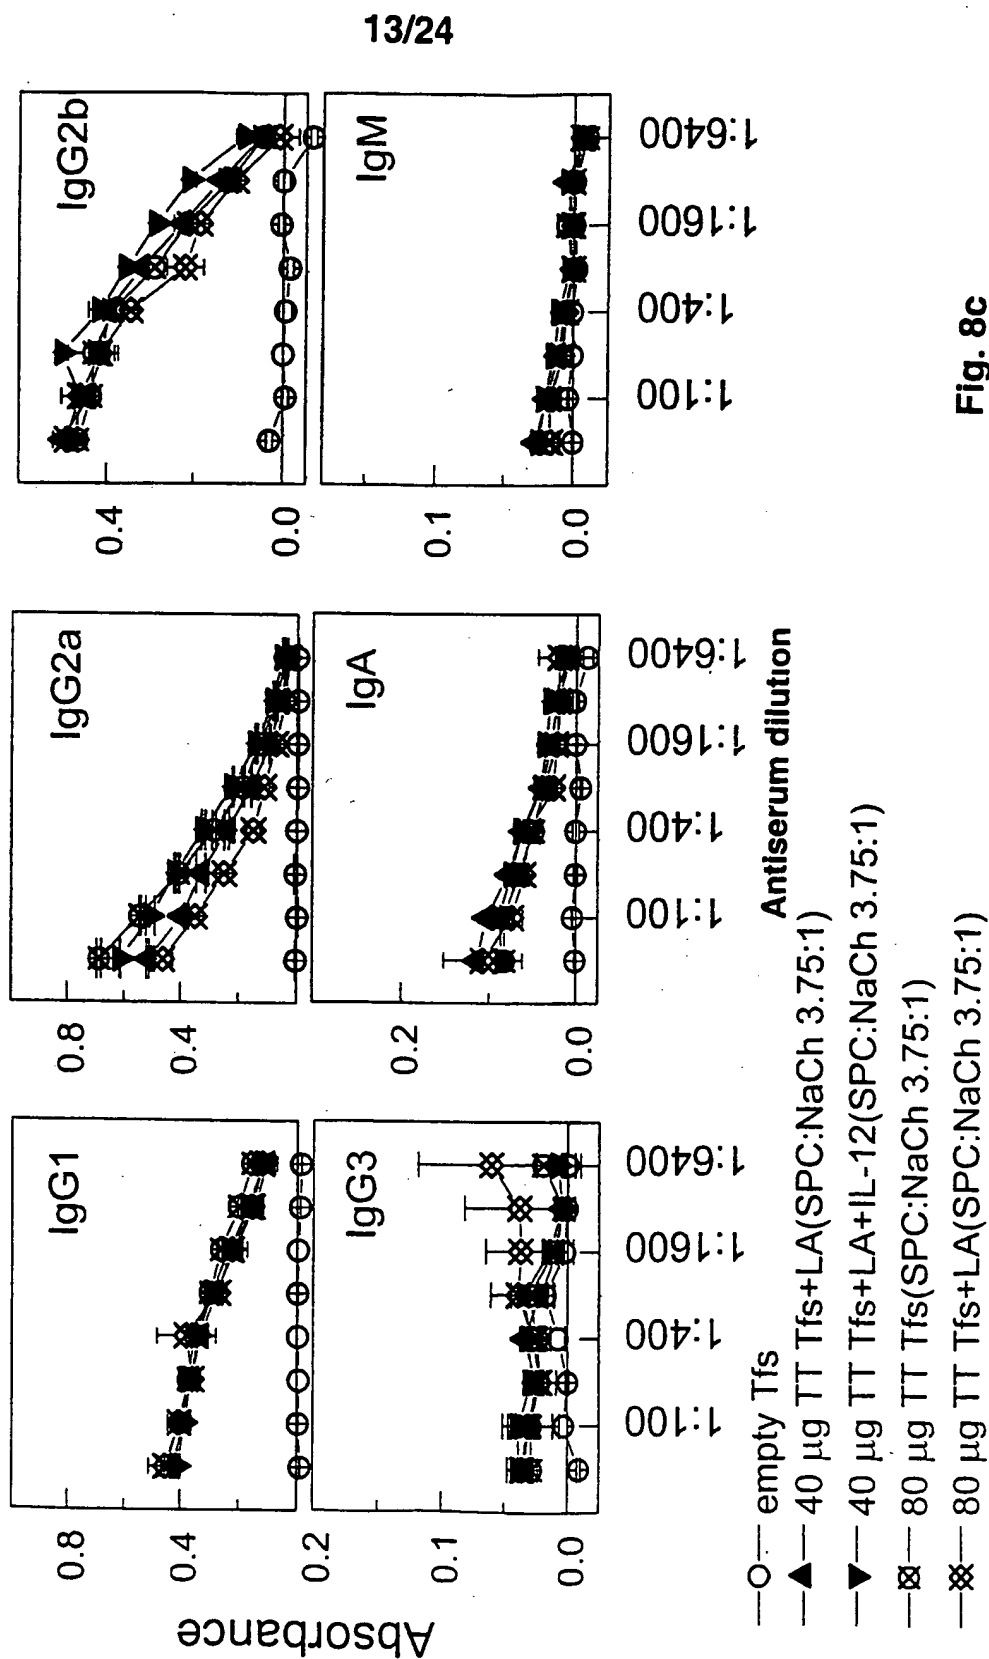 13/24
Absorbance
0.8
0.4
IgG1
0.8
0.4
IgG2a
0.4
0.0
IgG2b
0.1
0.0
IgG3
0.2
0.0
IgA
0.1
0.0
IgM
1:100
1:400
1:1600
1:6400
1:100
1:400
1:1600
1:6400
1:100
1:400
1:1600
1:6400
Antiserum dilution
empty Tfs
40 µg TT Tfs+LA(SPC:NaCh 3.75:1)
40 µg TT Tfs+LA+IL-12(SPC:NaCh 3.75:1)
80 µg TT Tfs(SPC:NaCh 3.75:1)
80 µg TT Tfs+LA(SPC:NaCh 3.75:1)
Fig. 8c